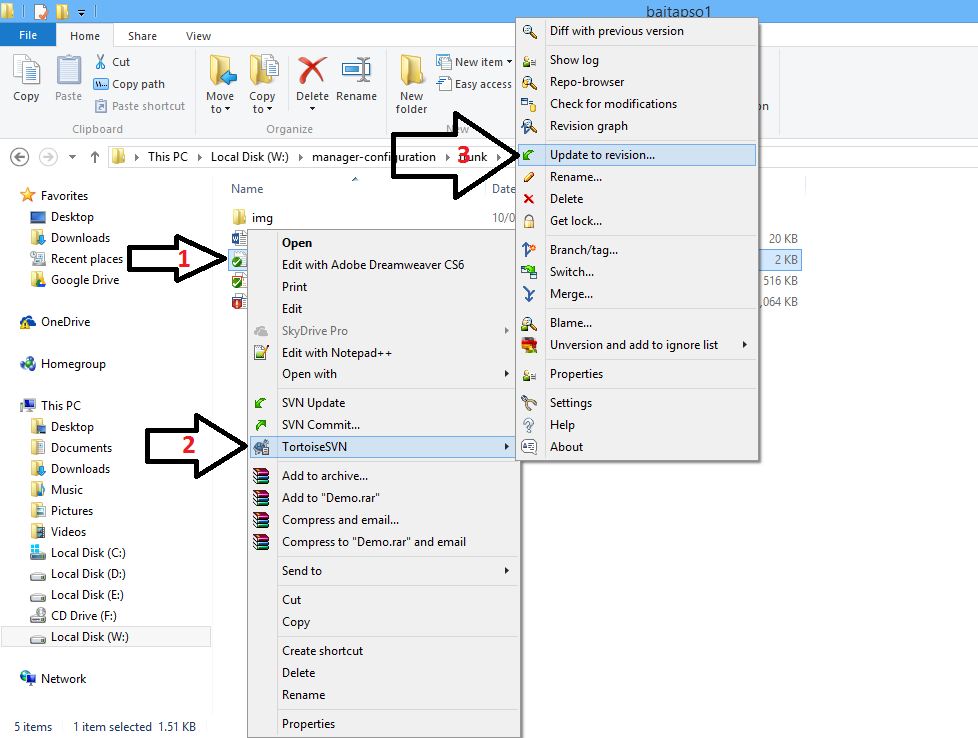 baitapso1
File
Home
Share
View
Copy
Paste
Cut
Copy path
Paste shortcut
Clipboard
Move to
Copy to
Delete
Rename
Organize
New folder
New item
Easy access
New
This PC
Local Disk (W:)
manager-configuration
Name
Date
img
10/0
20 KB
2 KB
516 KB
,064 KB
Favorites
Desktop
Downloads
Recent places
Google Drive
OneDrive
Homegroup
This PC
Desktop
Documents
Downloads
Music
Pictures
Videos
Local Disk (C:)
Local Disk (D:)
Local Disk (E:)
CD Drive (F:)
Local Disk (W:)
Network
5 items
1 item selected 1.51 KB
1
2
3
Open
Edit with Adobe Dreamweaver CS6
Print
Edit
SkyDrive Pro
Edit with Notepad++
Open with
SVN Update
SVN Commit...
TortoiseSVN
Add to archive...
Add to "Demo.rar"
Compress and email...
Compress to "Demo.rar" and email
Send to
Cut
Copy
Create shortcut
Delete
Rename
Properties
Diff with previous version
Show log
Repo-browser
Check for modifications
Revision graph
Update to revision...
Rename...
Delete
Get lock...
Branch/tag...
Switch...
Merge...
Blame...
Unversion and add to ignore list
Properties
Settings
Help
About